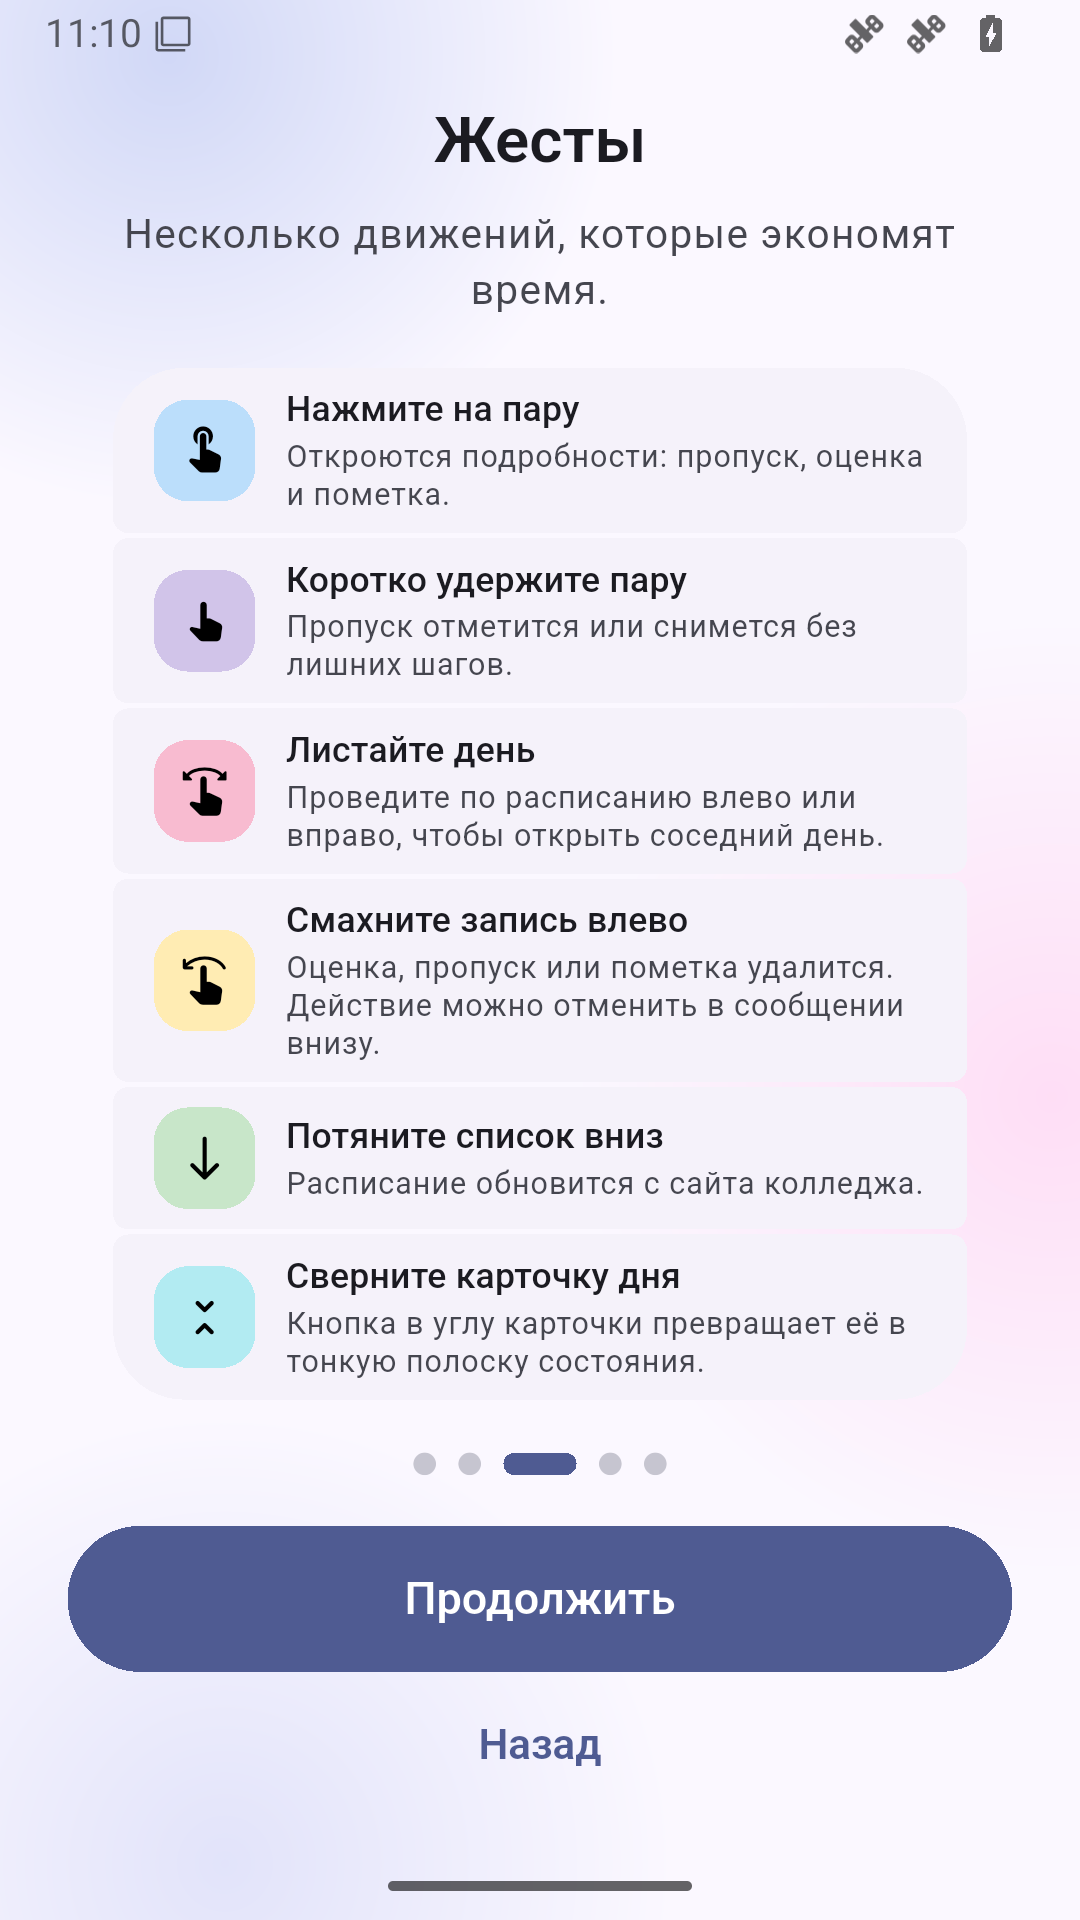 11:10
Жесты
Несколько движений, которые экономят
время.
Нажмите на пару
Откроются подробности: пропуск, оценка
и пометка.
Коротко удержите пару
Пропуск отметится или снимется без
лишних шагов.
Листайте день
Проведите по расписанию влево или
вправо, чтобы открыть соседний день.
Смахните запись влево
Оценка, пропуск или пометка удалится.
Действие можно отменить в сообщении
внизу.
Потяните список вниз
Расписание обновится с сайта колледжа.
Сверните карточку дня
Кнопка в углу карточки превращает её в
тонкую полоску состояния.
Продолжить
Назад